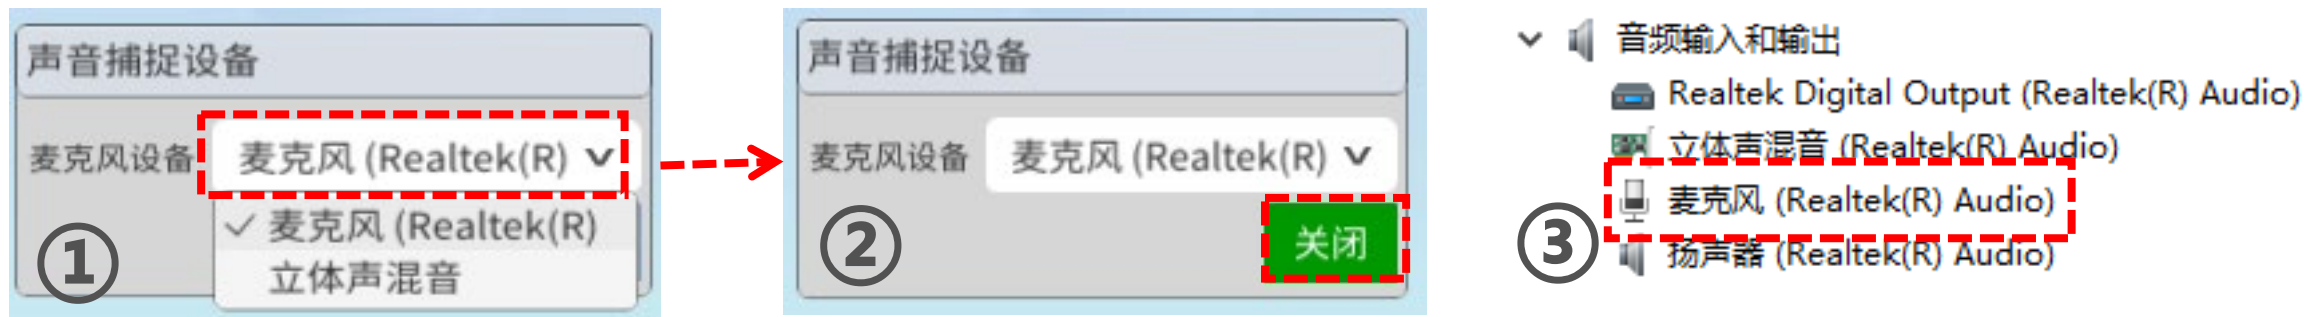 声音捕捉设备
麦克风设备 麦克风 (Realtek(R)
麦克风 (Realtek(R)
立体声混音
①
声音捕捉设备
麦克风设备 麦克风 (Realtek(R)
关闭
②
音频输入和输出
Realtek Digital Output (Realtek(R) Audio)
立体声混音 (Realtek(R) Audio)
麦克风 (Realtek(R) Audio)
扬声器 (Realtek(R) Audio)
③